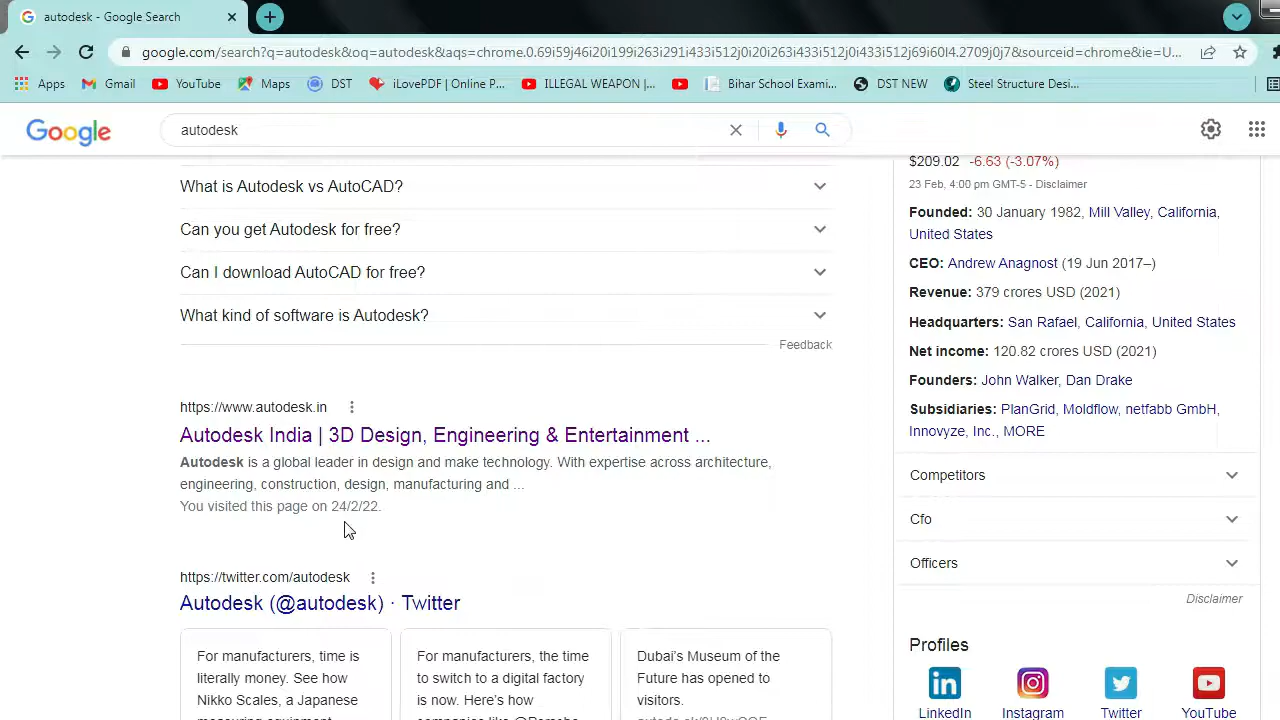 autodesk - Google Search
google.com/search?q=autodesk&oq=autodesk&aqs=chrome.0.69i59j46i20i199i263i291i433i512j0i20i263i433i512j0i433i512j69i60l4.2709j0j7&sourceid=chrome&ie=U...
Apps Gmail YouTube Maps DST iLovePDF | Online P... ILLEGAL WEAPON |... Bihar School Exami... DST NEW Steel Structure Desi...
Google
autodesk
What is Autodesk vs AutoCAD?
Can you get Autodesk for free?
Can I download AutoCAD for free?
What kind of software is Autodesk?
Feedback
https://www.autodesk.in
Autodesk India | 3D Design, Engineering & Entertainment ...
Autodesk is a global leader in design and make technology. With expertise across architecture,
engineering, construction, design, manufacturing and ...
You visited this page on 24/2/22.
https://twitter.com/autodesk
Autodesk (@autodesk) · Twitter
For manufacturers, time is
literally money. See how
Nikko Scales, a Japanese
For manufacturers, the time
to switch to a digital factory
is now. Here's how
Dubai's Museum of the
Future has opened to
visitors.
$209.02 -6.63 (-3.07%)
23 Feb, 4:00 pm GMT-5 - Disclaimer
Founded: 30 January 1982, Mill Valley, California,
United States
CEO: Andrew Anagnost (19 Jun 2017–)
Revenue: 379 crores USD (2021)
Headquarters: San Rafael, California, United States
Net income: 120.82 crores USD (2021)
Founders: John Walker, Dan Drake
Subsidiaries: PlanGrid, Moldflow, netfabb GmbH,
Innovyze, Inc., MORE
Competitors
Cfo
Officers
Disclaimer
Profiles
LinkedIn Instagram Twitter YouTube